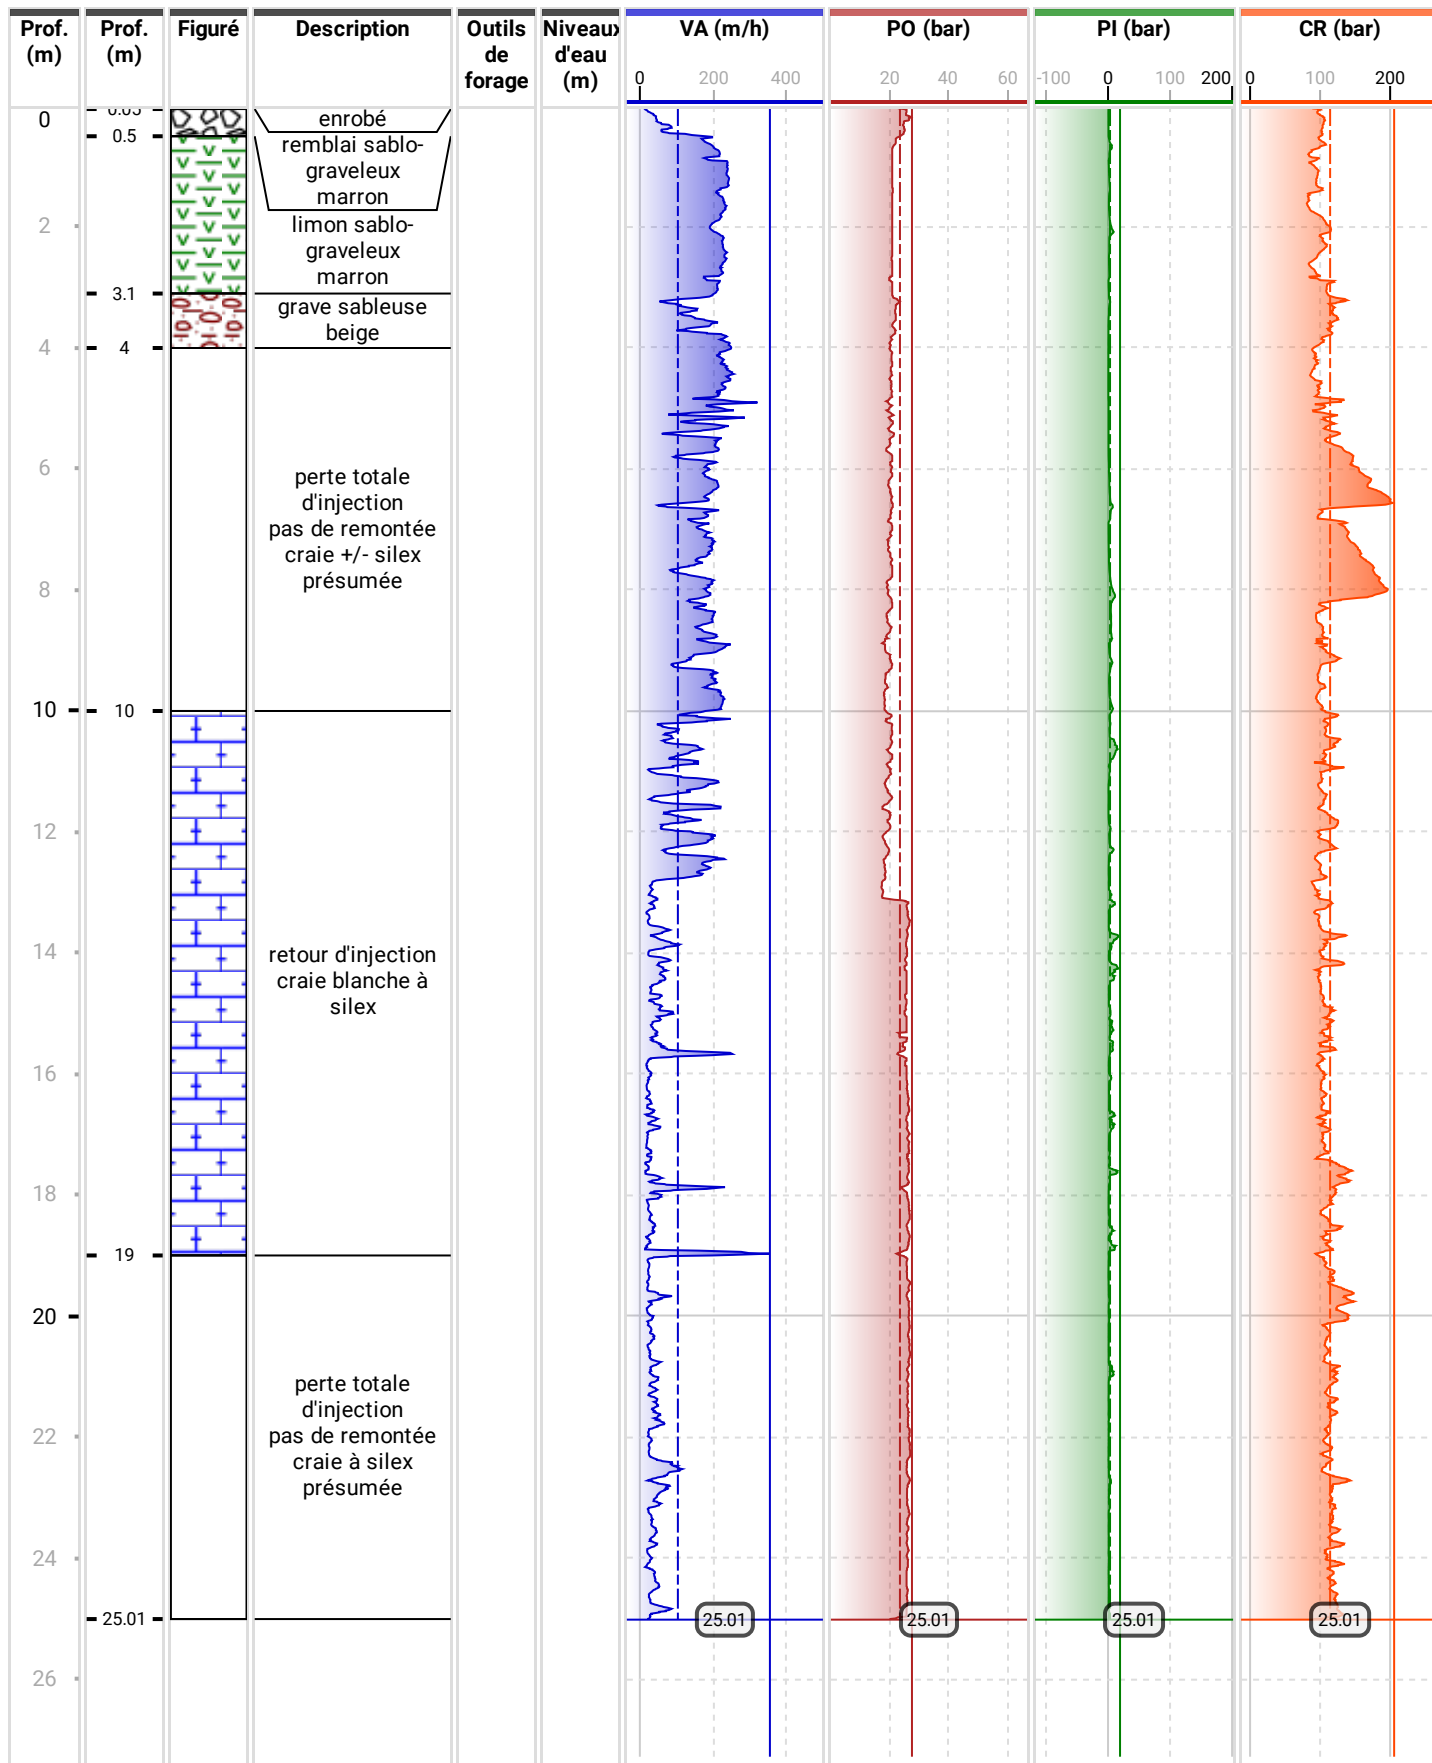 Prof. (m)
Prof. (m)
Figuré
Description
Outils de forage
Niveaux d'eau (m)
VA (m/h)
PO (bar)
PI (bar)
CR (bar)
0 200 400
20 40 60
-100 0 100 200
0 100 200
0
2
4
6
8
10
12
14
16
18
20
22
24
26
0.5
3.1
4
10
19
25.01
enrobé
remblai sablo-
graveleux
marron
limon sablo-
graveleux
marron
grave sableuse
beige
perte totale
d'injection
pas de remontée
craie +/- silex
présumée
retour d'injection
craie blanche à
silex
perte totale
d'injection
pas de remontée
craie à silex
présumée
25.01
25.01
25.01
25.01